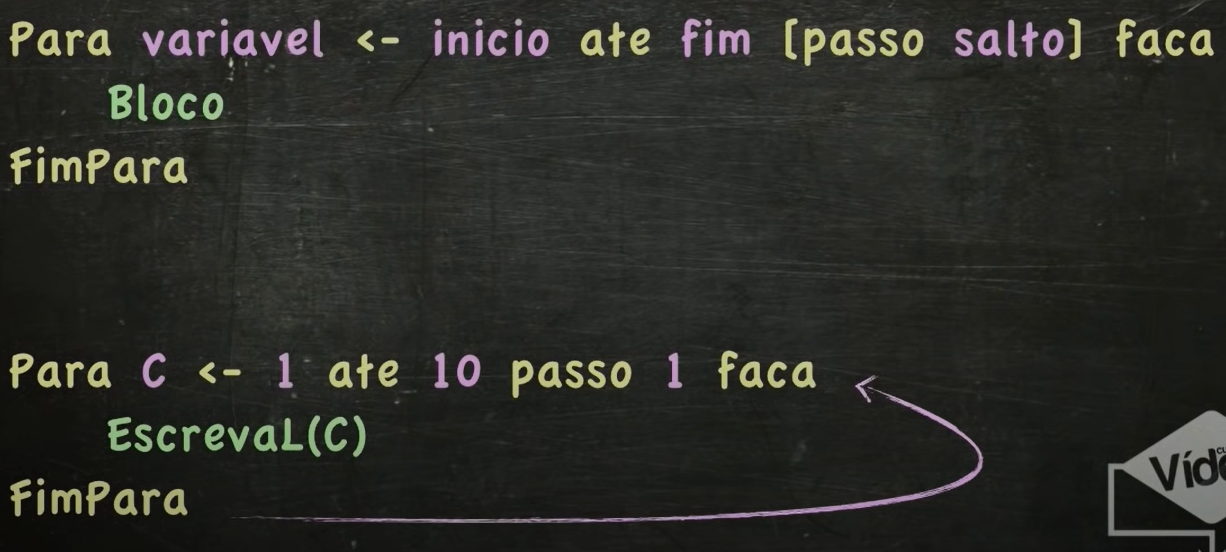 Para variavel <- inicio ate fim [passo salto] faca
Bloco
FimPara
Para C <- 1 ate 10 passo 1 faca
EscrevaL(C)
FimPara